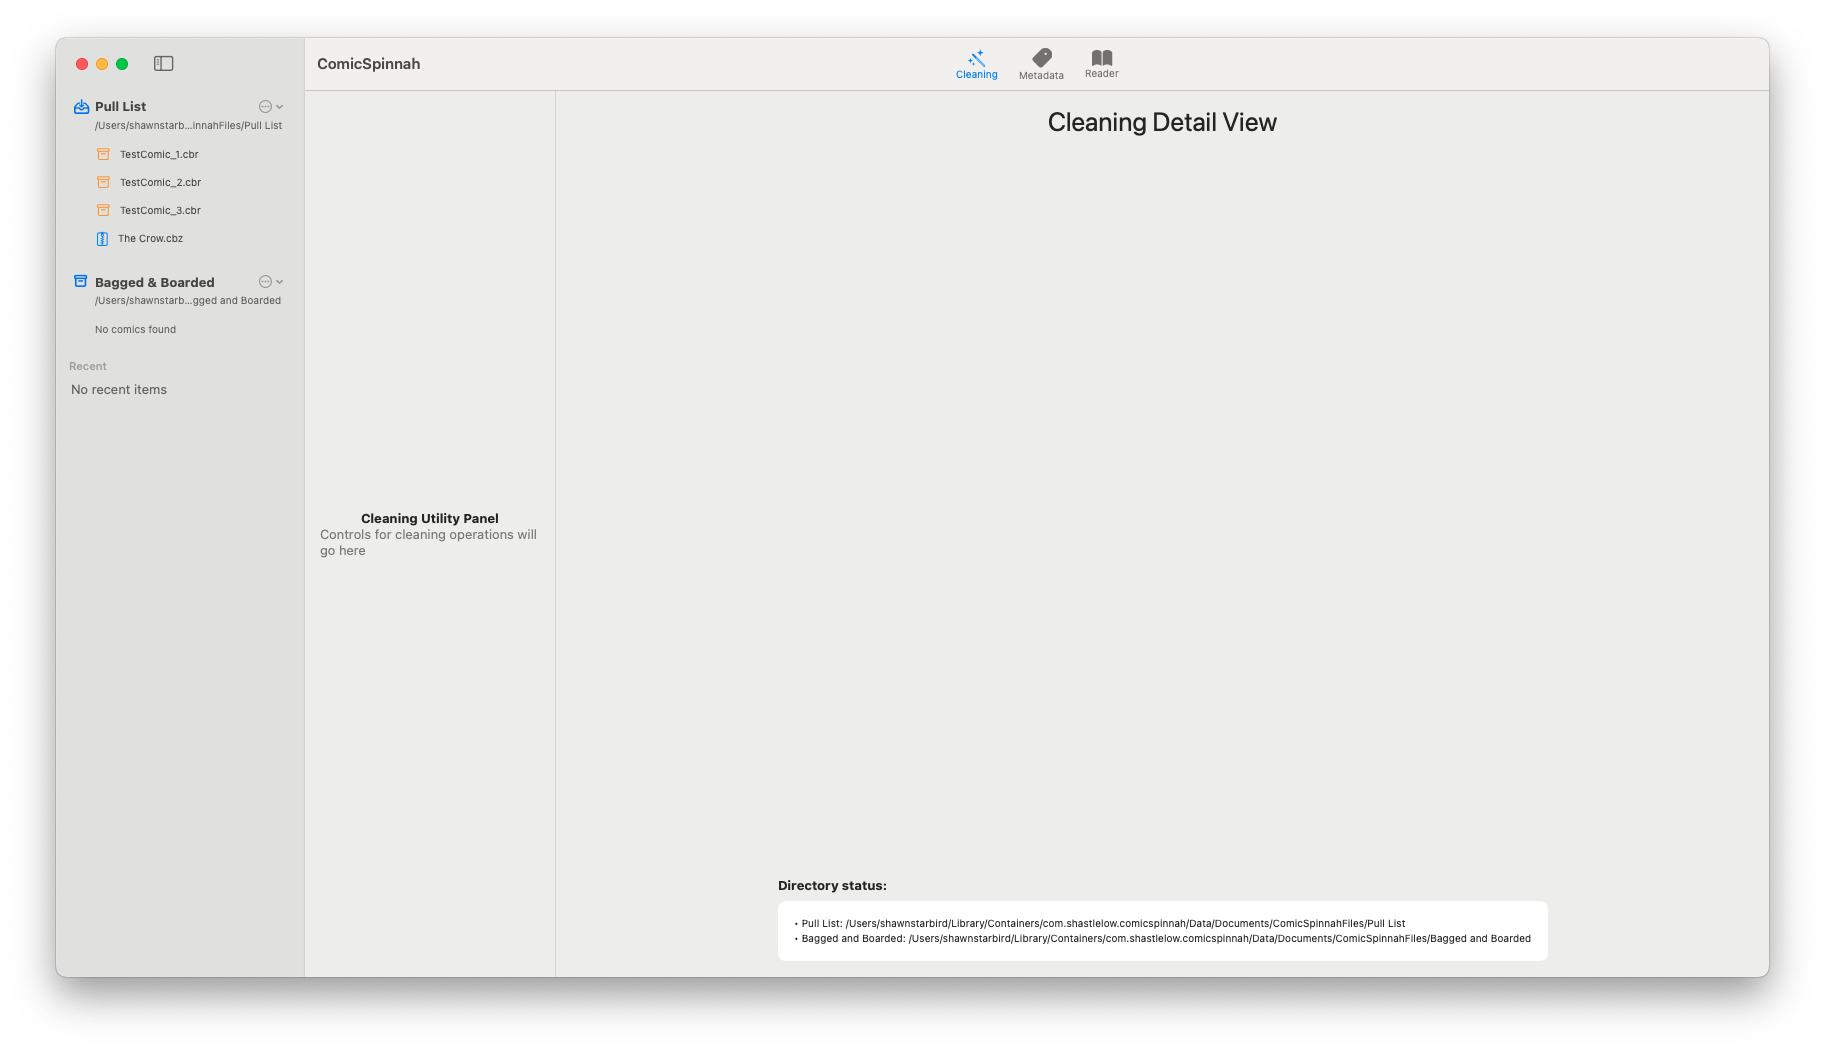 ComicSpinnah
Cleaning
Metadata
Reader
Pull List
/Users/shawnstarb...innahFiles/Pull List
TestComic_1.cbr
TestComic_2.cbr
TestComic_3.cbr
The Crow.cbz
Bagged & Boarded
/Users/shawnstarb...gged and Boarded
No comics found
Recent
No recent items
Cleaning Utility Panel
Controls for cleaning operations will
go here
Cleaning Detail View
Directory status:
• Pull List: /Users/shawnstarbird/Library/Containers/com.shastlelow.comicspinnah/Data/Documents/ComicSpinnahFiles/Pull List
• Bagged and Boarded: /Users/shawnstarbird/Library/Containers/com.shastlelow.comicspinnah/Data/Documents/ComicSpinnahFiles/Bagged and Boarded